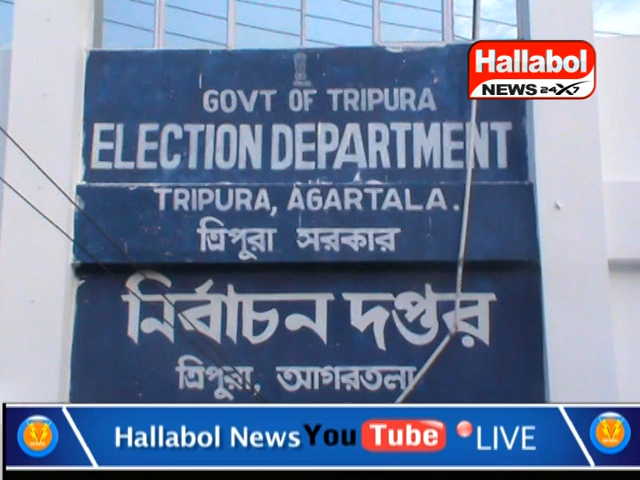 Hallabol
NEWS 24X7
GOVT OF TRIPURA
ELECTION DEPARTMENT
TRIPURA, AGARTALA.
ত্রিপুরা সরকার
নির্বাচন দপ্তর
ত্রিপুরা, আগরতলা
Hallabol News YouTube LIVE